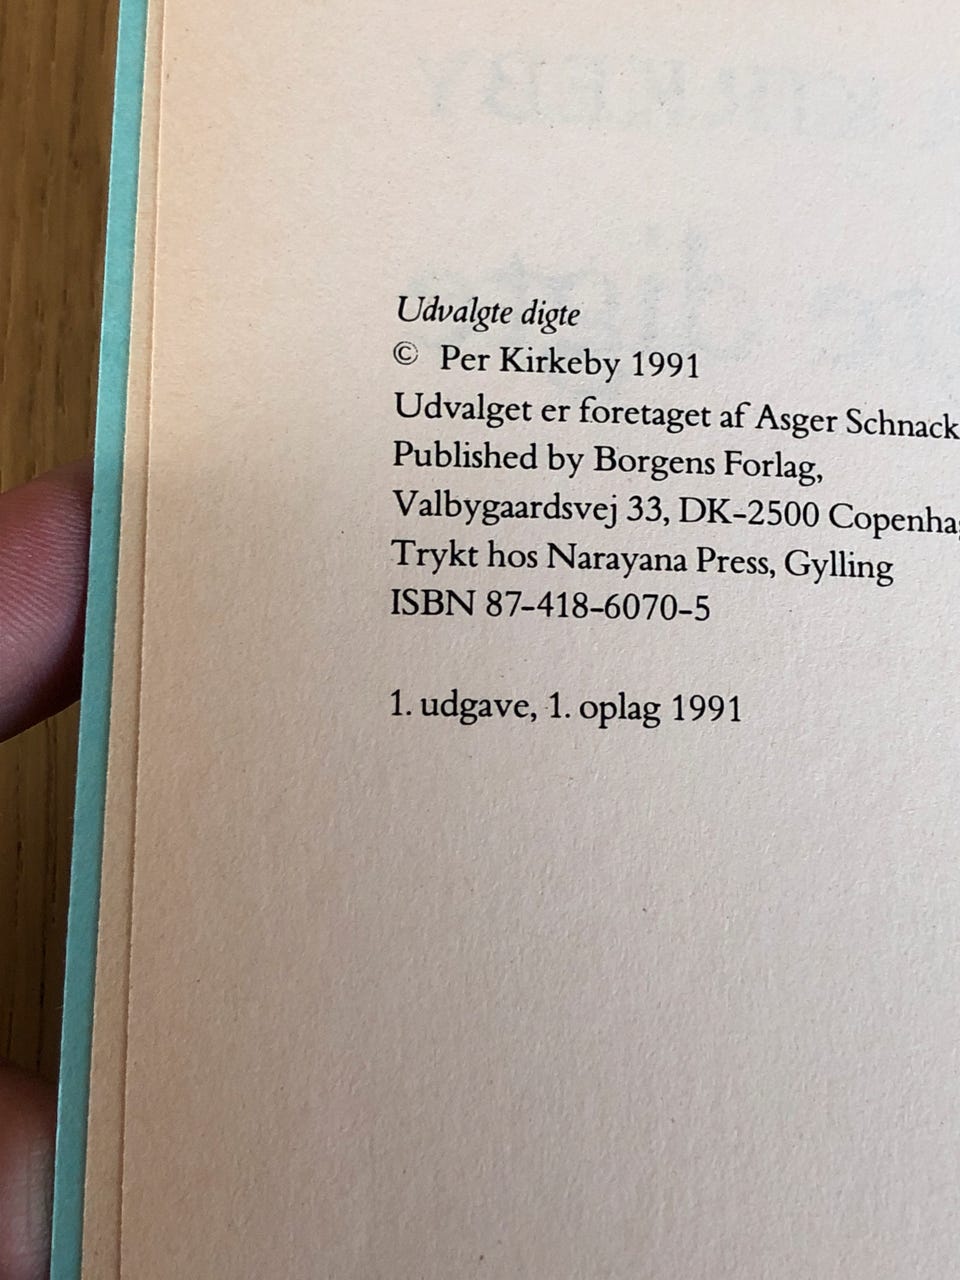 Udvalgte digte
© Per Kirkeby 1991
Udvalget er foretaget af Asger Schnack
Published by Borgens Forlag,
Valbygaardsvej 33, DK-2500 Copenha
Trykt hos Narayana Press, Gylling
ISBN 87-418-6070-5
1. udgave, 1. oplag 1991